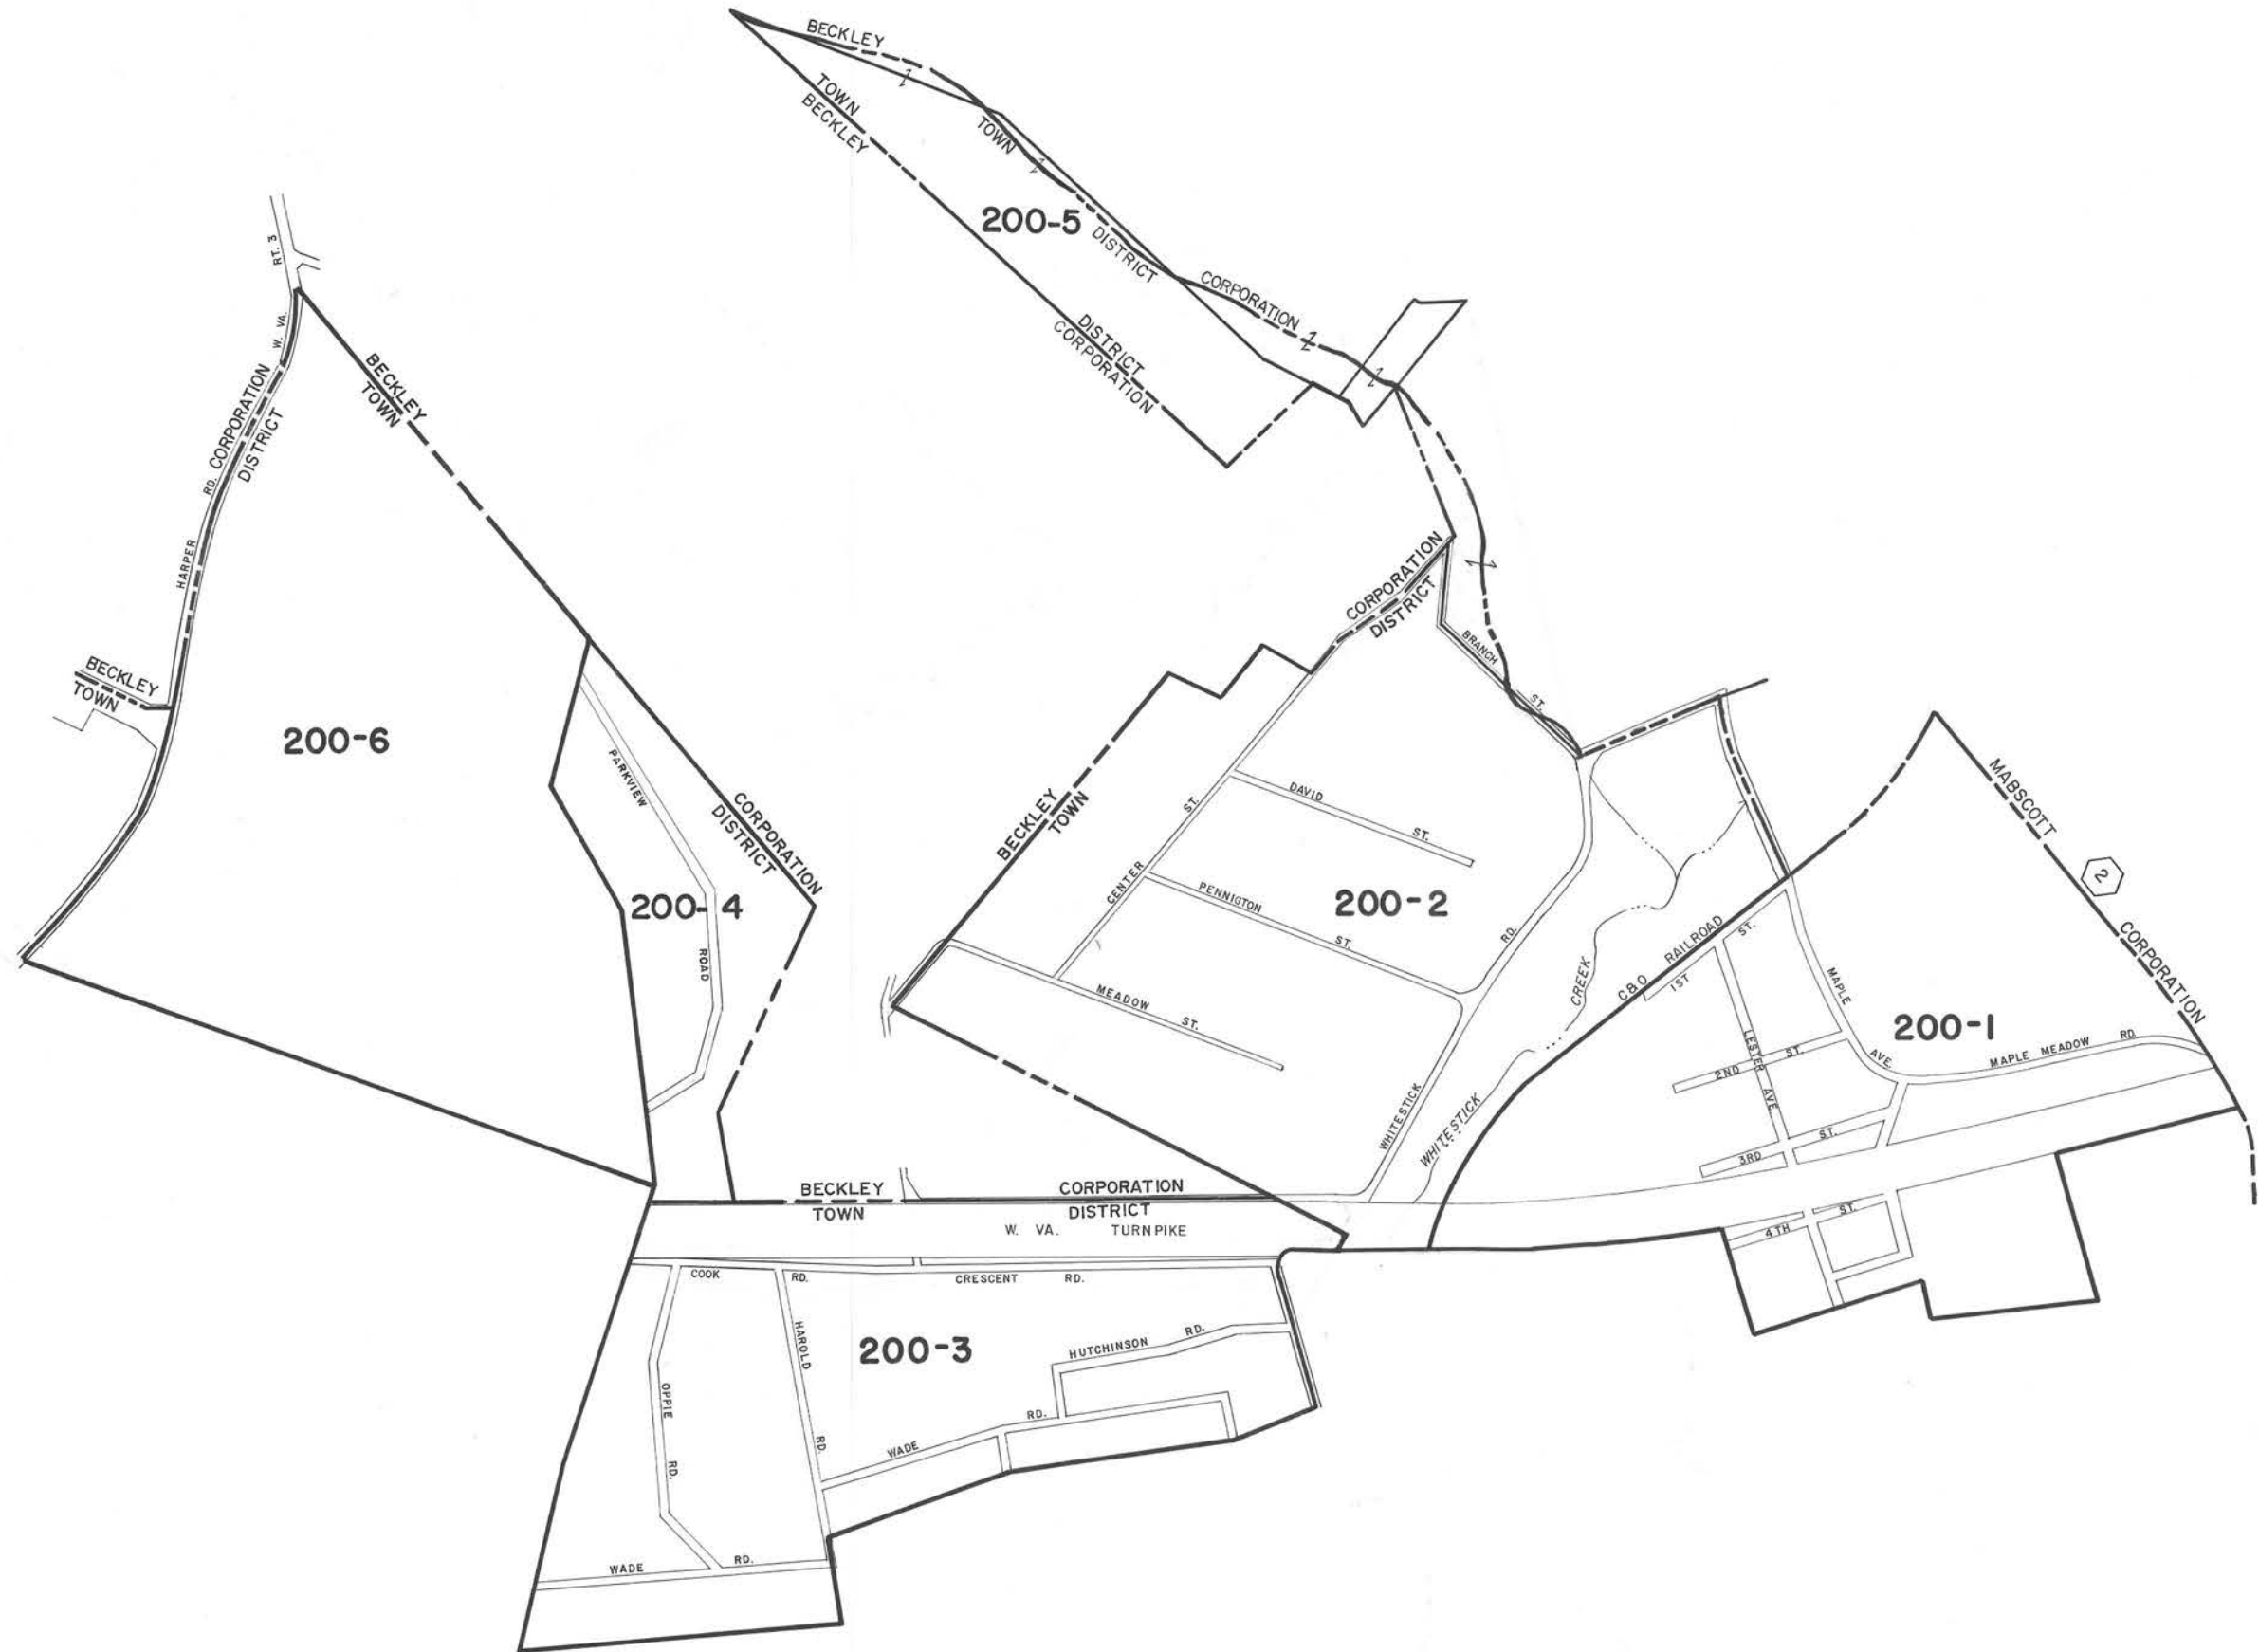 BECKLEY
TOWN
BECKLEY
TOWN
200-5
DISTRICT
CORPORATION
DISTRICT
CORPORATION
RT. 3
W. VA.
HARPER
RD.
CORPORATION
DISTRICT
BECKLEY
TOWN
BECKLEY
TOWN
200-6
PARKVIEW
ROAD
CORPORATION
DISTRICT
200-4
CORPORATION
DISTRICT
BRANCH
ST.
BECKLEY
TOWN
CENTER
ST.
DAVID
ST.
PENNIGTON
ST.
200-2
MEADOW
ST.
WHITESTICK
RD.
WHITESTICK
CREEK
C&O RAILROAD
1ST
ST.
MABSCOTT
2
CORPORATION
MAPLE
AVE.
200-1
MAPLE MEADOW
RD.
LESTER
AVE.
2ND
ST.
3RD
ST.
4TH
ST.
BECKLEY
CORPORATION
TOWN
DISTRICT
W. VA.
TURNPIKE
COOK
RD.
CRESCENT
RD.
HAROLD
RD.
200-3
HUTCHINSON
RD.
OPPIE
RD.
WADE
RD.
WADE
RD.